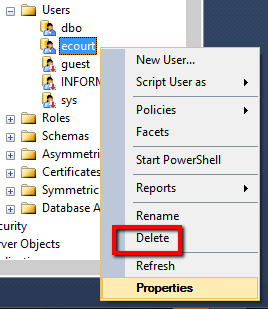 Users
dbo
ecourt
guest
INFORM
sys
Roles
Schemas
Asymmetri
Certificates
Symmetric
Database A
curity
rver Objects
New User...
Script User as
Policies
Facets
Start PowerShell
Reports
Rename
Delete
Refresh
Properties